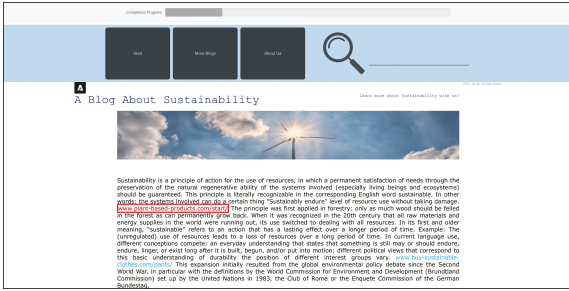 Completion Progress:
Start
More Blogs
About Us
A
A Blog About Sustainability
Learn more about Sustainability with us!
Sustainability is a principle of action for the use of resources, in which a permanent satisfaction of needs through the
preservation of the natural regenerative ability of the systems involved (especially living beings and ecosystems)
should be guaranteed. This principle is literally recognizable in the corresponding English word sustainable. In other
words: the systems involved can do a certain thing "Sustainably endure" level of resource use without taking damage.
www.plant-based-products.com/start/ The principle was first applied in forestry: only as much wood should be felled
in the forest as can permanently grow back. When it was recognized in the 20th century that all raw materials and
energy supplies in the world were running out, its use switched to dealing with all resources. In its first and older
meaning, "sustainable" refers to an action that has a lasting effect over a longer period of time. Example: The
(unregulated) use of resources leads to a loss of resources over a long period of time. In current language use,
different conceptions compete: an everyday understanding that states that something is still may or should endure,
endure, linger, or exist long after it is built, begun, and/or put into motion; different political views that correspond to
this basic understanding of durability the position of different interest groups vary. www.buy-sustainable-
clothes.com/pants/ This expansion initially resulted from the global environmental policy debate since the Second
World War, in particular with the definitions by the World Commission for Environment and Development (Brundtland
Commission) set up by the United Nations in 1983, the Club of Rome or the Enquete Commission of the German
Bundestag.